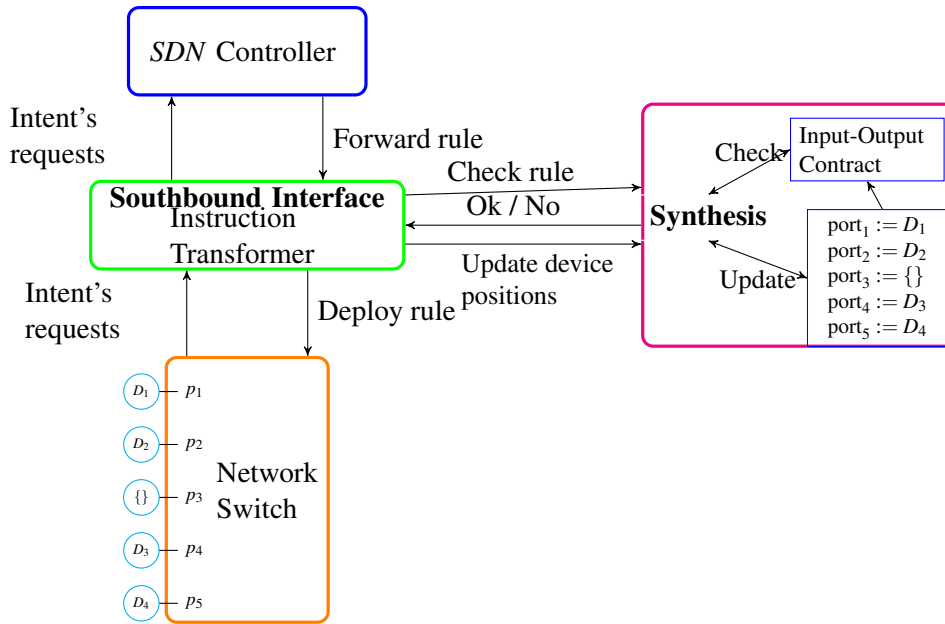 SDN Controller
Intent's
requests
Forward rule
Southbound Interface
Instruction
Transformer
Check rule
Ok / No
Update device
positions
Synthesis
Check
Update
Input-Output
Contract
port₁ := D₁
port₂ := D₂
port₃ := {}
port₄ := D₃
port₅ := D₄
Intent's
requests
Deploy rule
D₁ p₁
D₂ p₂
{} p₃
D₃ p₄
D₄ p₅
Network
Switch